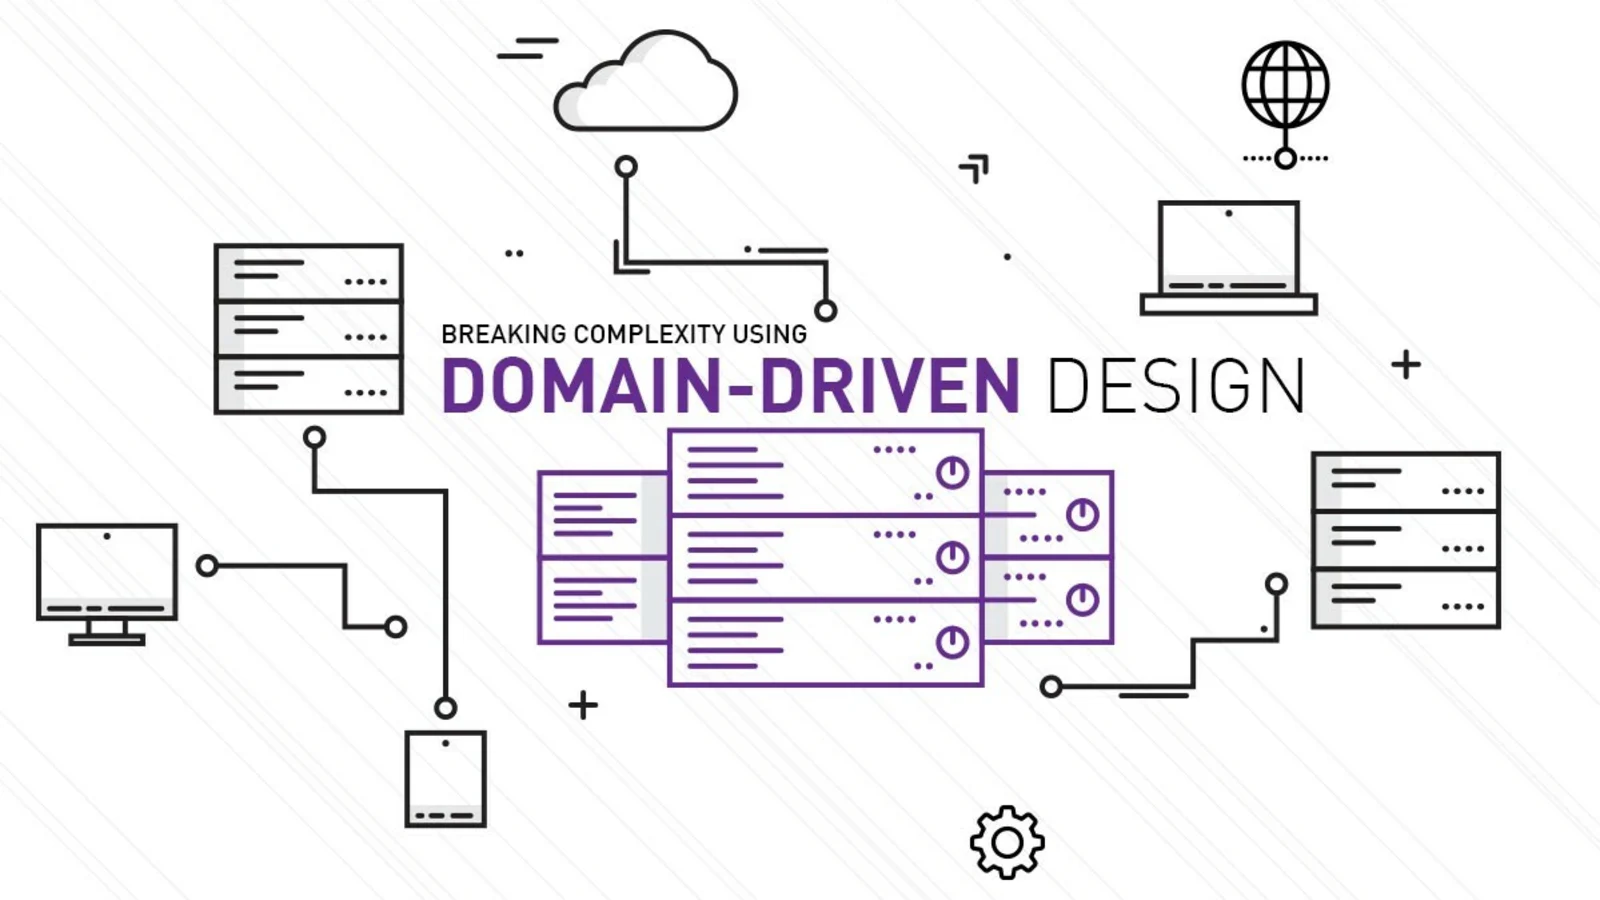 BREAKING COMPLEXITY USING
DOMAIN-DRIVEN DESIGN